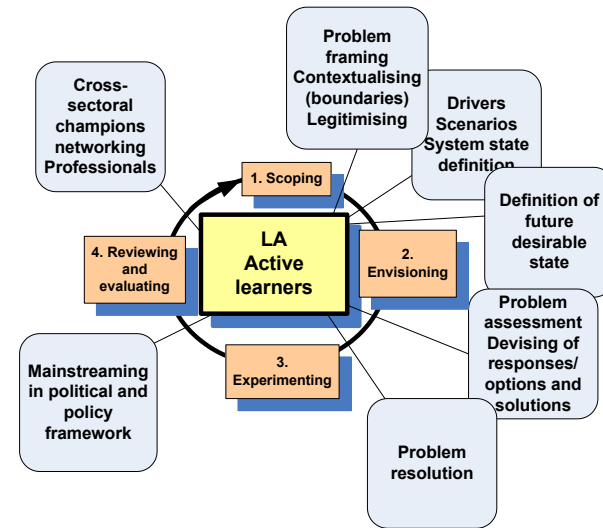 Problem
framing
Contextualising
(boundaries)
Legitimising
Cross-
sectoral
champions
networking
Professionals
Drivers
Scenarios
System state
definition
1. Scoping
Definition of
future
desirable
state
LA
Active
learners
4. Reviewing
and
evaluating
2.
Envisioning
Problem
assessment
Devising of
responses/
options and
solutions
3.
Experimenting
Mainstreaming
in political and
policy
framework
Problem
resolution